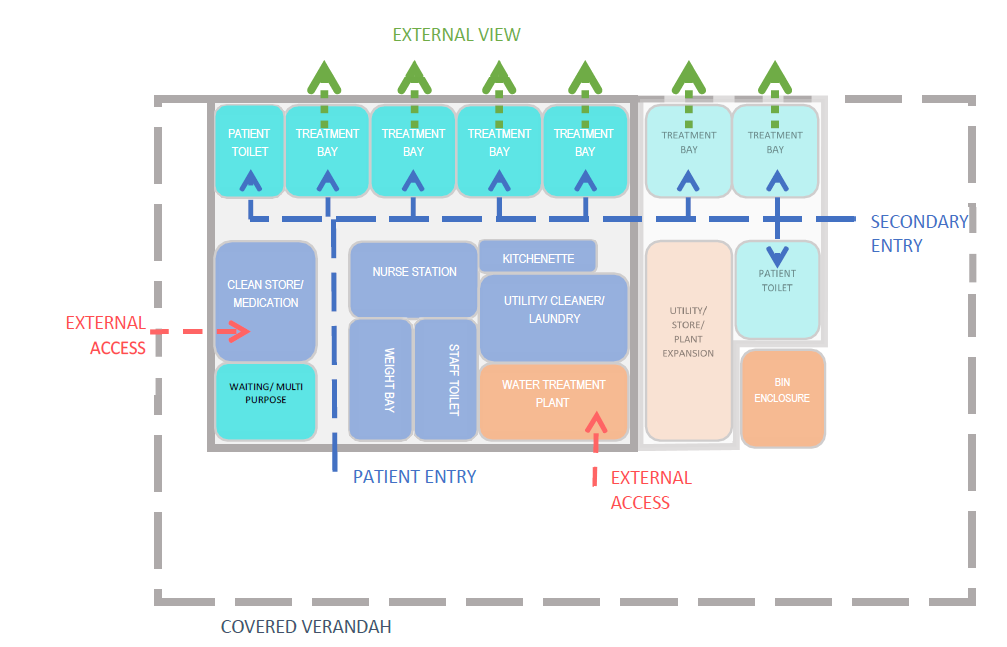 EXTERNAL VIEW
PATIENT
TOILET
TREATMENT
BAY
TREATMENT
BAY
TREATMENT
BAY
TREATMENT
BAY
TREATMENT
BAY
TREATMENT
BAY
SECONDARY
ENTRY
CLEAN STORE/
MEDICATION
NURSE STATION
KITCHENETTE
UTILITY/ CLEANER/
LAUNDRY
UTILITY/
STORE/
PLANT
EXPANSION
PATIENT
TOILET
EXTERNAL
ACCESS
WAITING/ MULTI
PURPOSE
WEIGHT BAY
STAFF TOILET
WATER TREATMENT
PLANT
BIN
ENCLOSURE
PATIENT ENTRY
EXTERNAL
ACCESS
COVERED VERANDAH